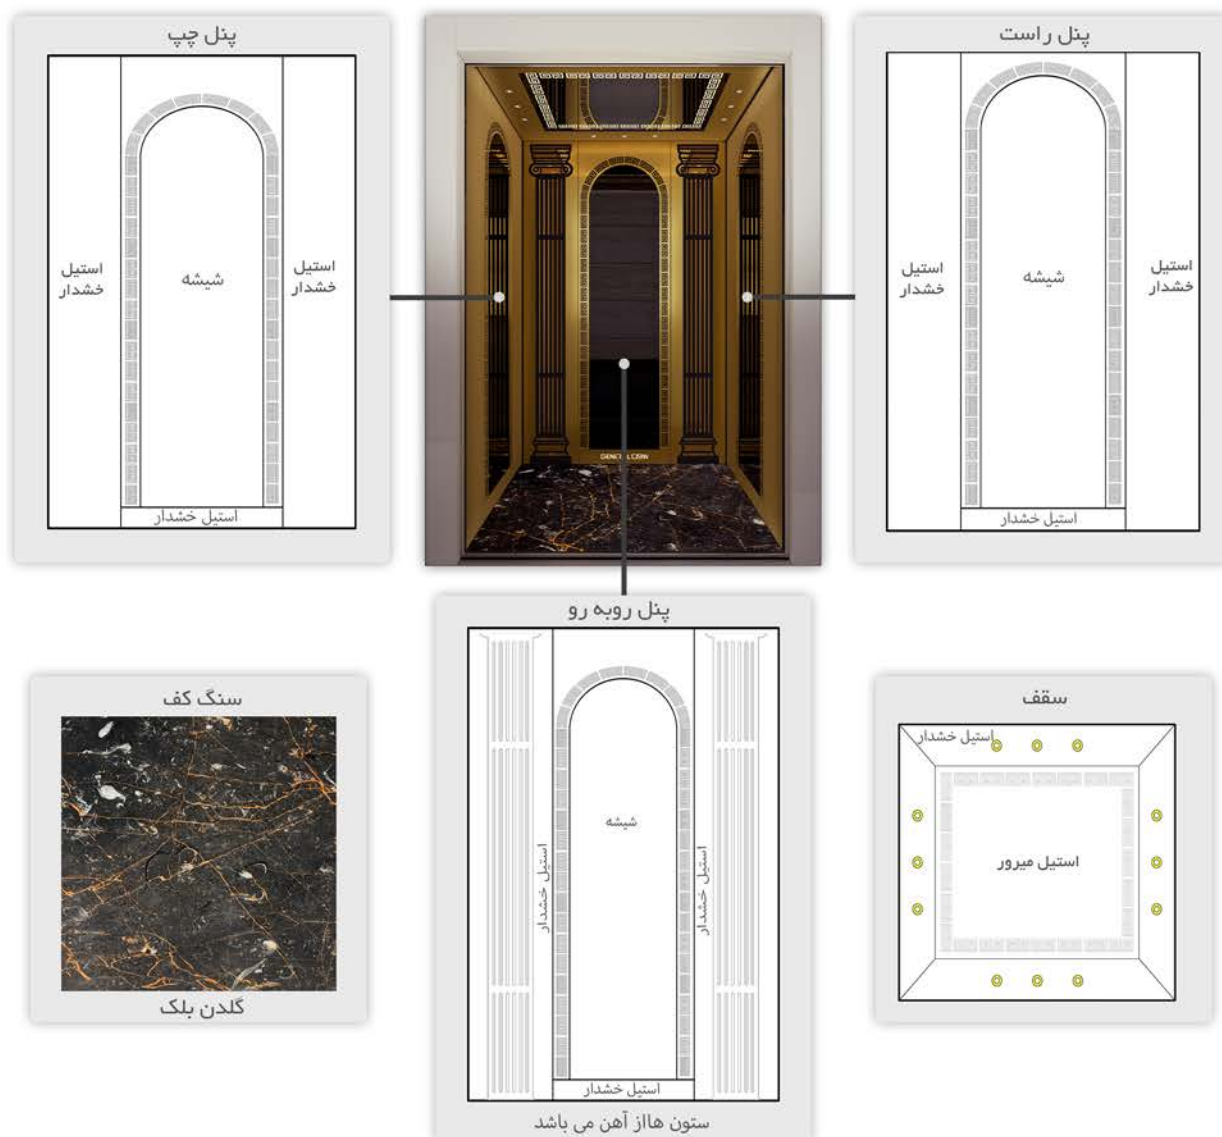 پنل چپ
استیل
خشدار
شیشه
استیل
خشدار
استیل خشدار
پنل راست
استیل
خشدار
شیشه
استیل
خشدار
استیل خشدار
پنل روبه رو
شیشه
استیل خشدار
استیل خشدار
استیل خشدار
ستون هااز آهن می باشد
سنگ کف
گلدن بلک
سقف
استیل خشدار
استیل میرور